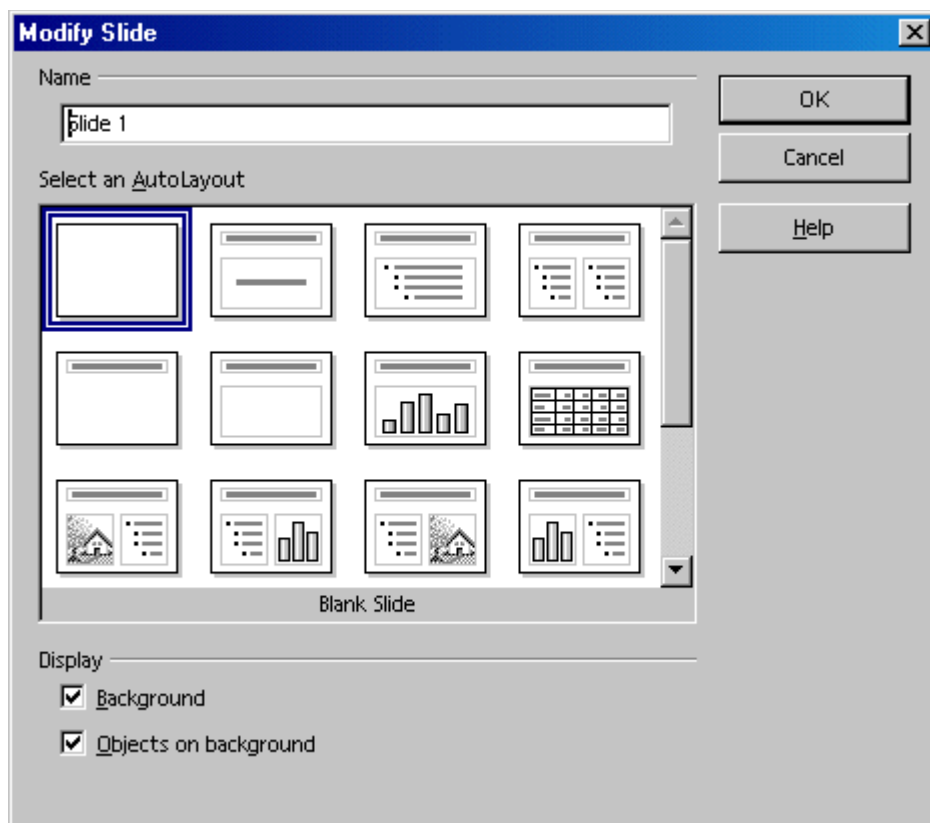 Modify Slide
Name
Slide 1
OK
Cancel
Select an AutoLayout
Help
Blank Slide
Display
Background
Objects on background